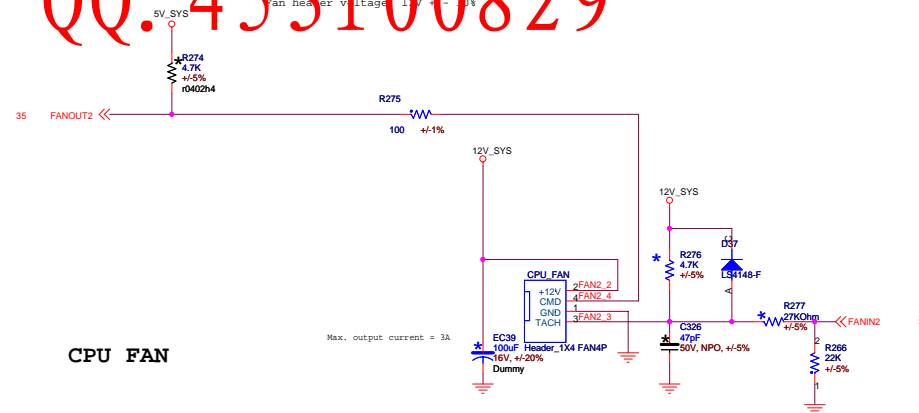 QQ:455100829
Fan header voltage 12V +/- 10%
5V_SYS
R274
4.7K
+/-5%
r0402h4
35 FANOUT2
R275
100 +/-1%
12V_SYS
12V_SYS
D37
C
LS4148-F
A
R276
4.7K
+/-5%
CPU_FAN
+12V 2 FAN2_2
CMD 4 FAN2_4
GND 1
TACH 3 FAN2_3
Header_1X4 FAN4P
R277
27KOhm
+/-5%
FANIN2
C326
47pF
50V, NPO, +/-5%
2
R266
22K
+/-5%
1
Max. output current = 3A
EC39
100uF
16V, +/-20%
Dummy
CPU FAN